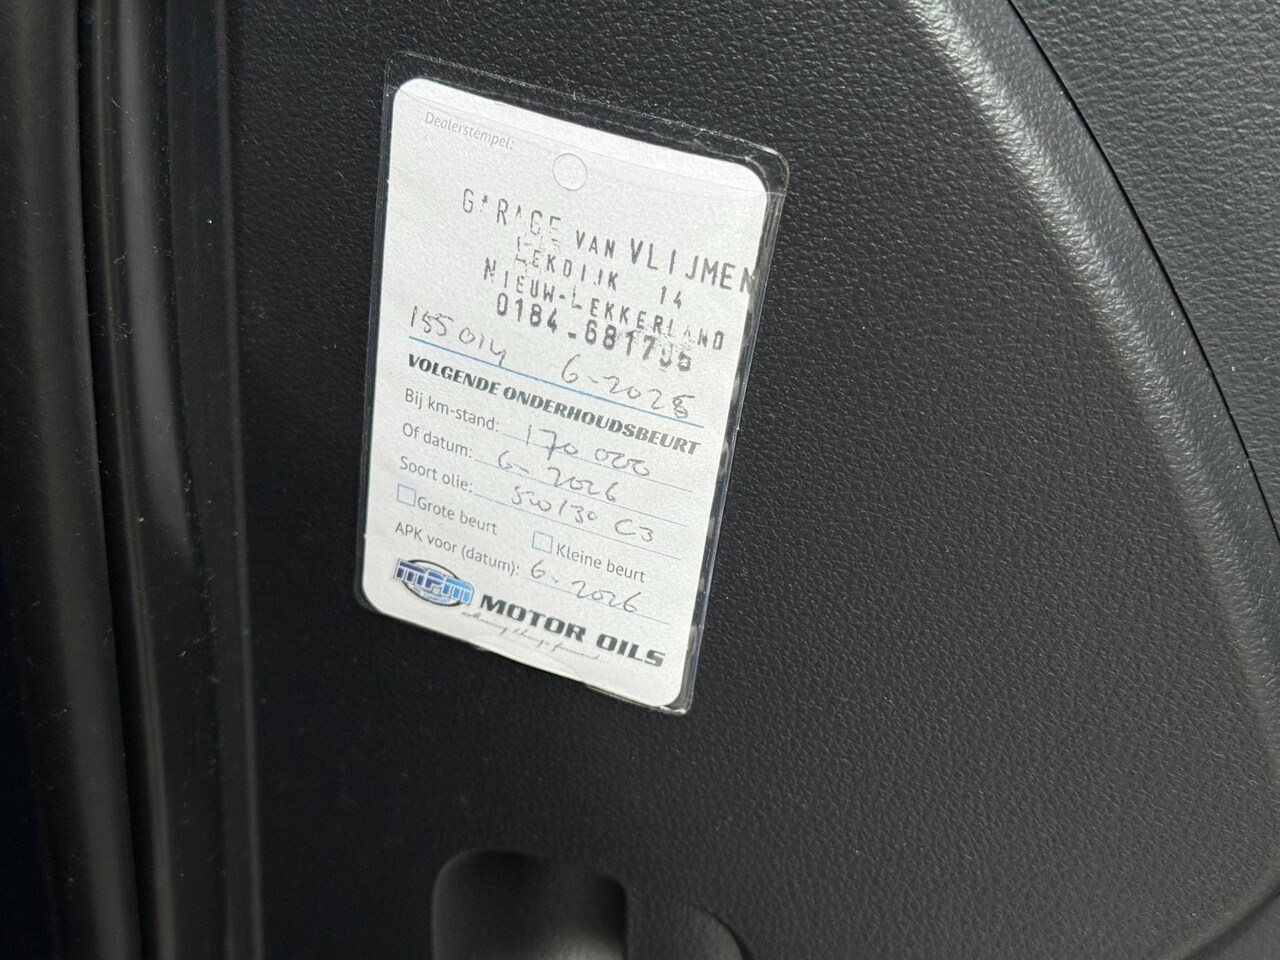 Dealerstempel:
GARAGE VAN VLIJMEN
LEKDIJK 14
NIEUW-LEKKERLAND
0184-681705
155014 6-2025
VOLGENDE ONDERHOUDSBEURT
Bij km-stand: 170 000
Of datum: 6-2026
Soort olie: 5w/30 C3
Grote beurt Kleine beurt
APK voor (datum): 6-2026
mpm MOTOR OILS